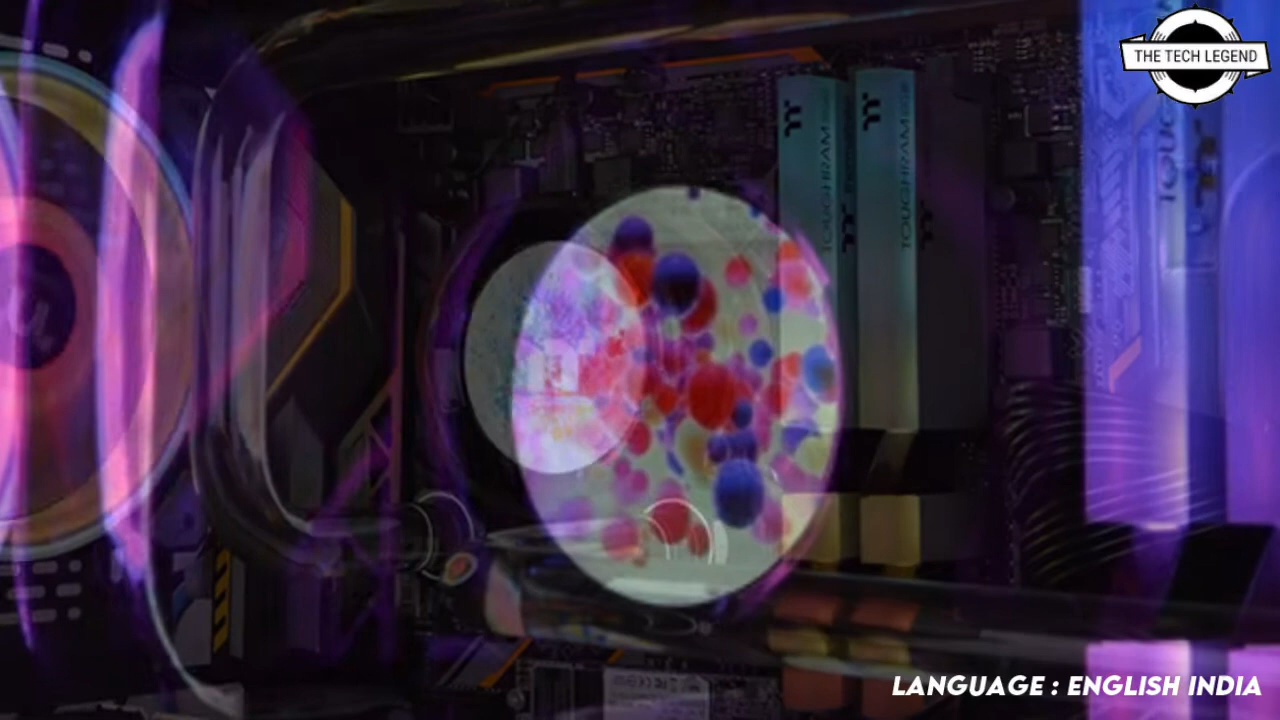 THE TECH LEGEND
TOUGHRAM
TOUGHRAM
LANGUAGE : ENGLISH INDIA